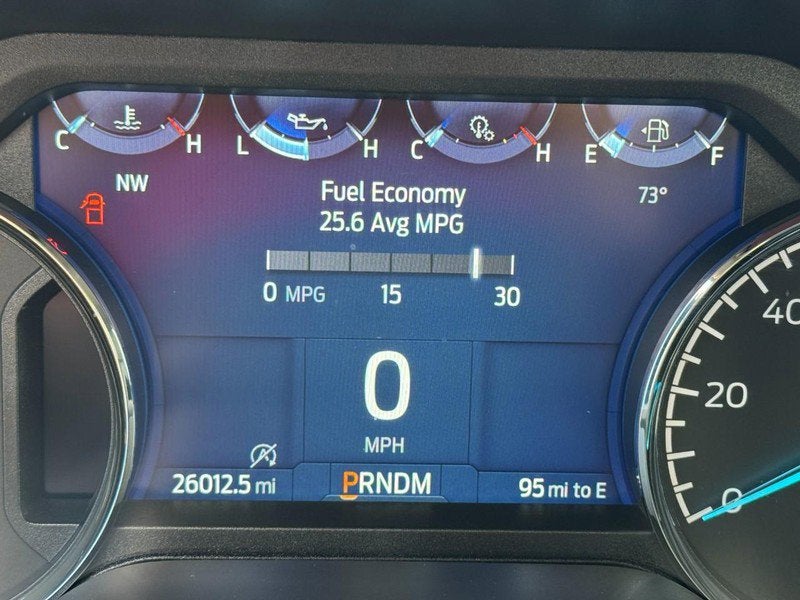 C H L H C H E F
NW
73°
Fuel Economy
25.6 Avg MPG
0 MPG 15 30
0
MPH
26012.5 mi
PRNDM
95 mi to E
40
20
0